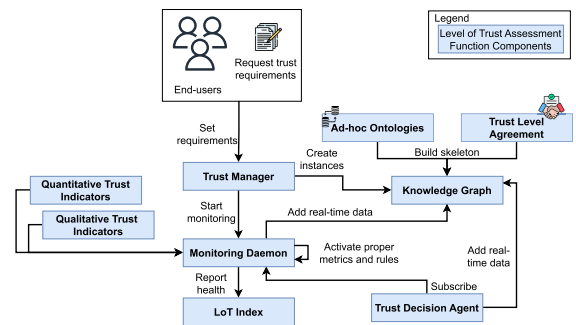 Legend
Level of Trust Assessment
Function Components
Request trust
requirements
End-users
Set
requirements
Ad-hoc Ontologies
Trust Level
Agreement
Build skeleton
Create
instances
Trust Manager
Knowledge Graph
Quantitative Trust
Indicators
Start
monitoring
Qualitative Trust
Indicators
Add real-time data
Monitoring Daemon
Activate proper
metrics and rules
Add real-
time data
Report
health
Subscribe
LoT Index
Trust Decision Agent